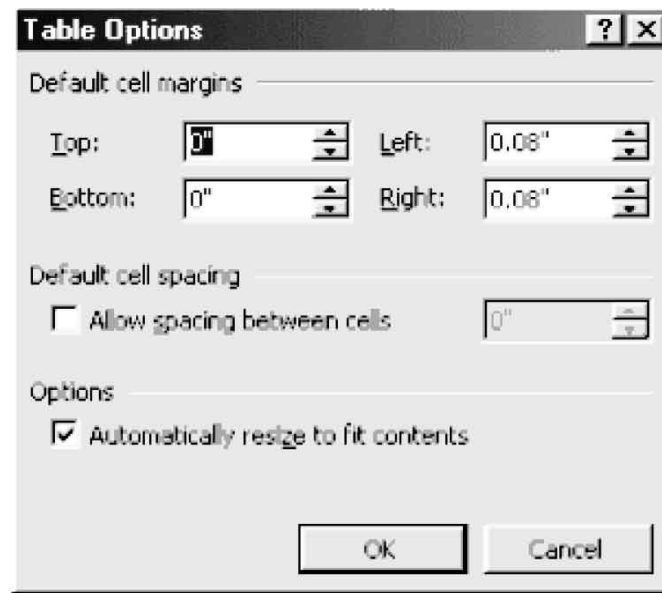 Table Options
Default cell margins
Top: 0" Left: 0.08"
Bottom: 0" Right: 0.08"
Default cell spacing
Allow spacing between cells 0"
Options
Automatically resize to fit contents
OK Cancel